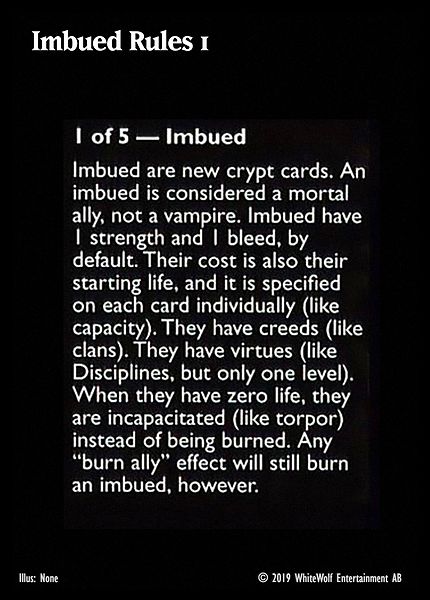 Imbued Rules 1
1 of 5 — Imbued
Imbued are new crypt cards. An
imbued is considered a mortal
ally, not a vampire. Imbued have
1 strength and 1 bleed, by
default. Their cost is also their
starting life, and it is specified
on each card individually (like
capacity). They have creeds (like
clans). They have virtues (like
Disciplines, but only one level).
When they have zero life, they
are incapacitated (like torpor)
instead of being burned. Any
“burn ally” effect will still burn
an imbued, however.
Illus: None
© 2019 WhiteWolf Entertainment AB